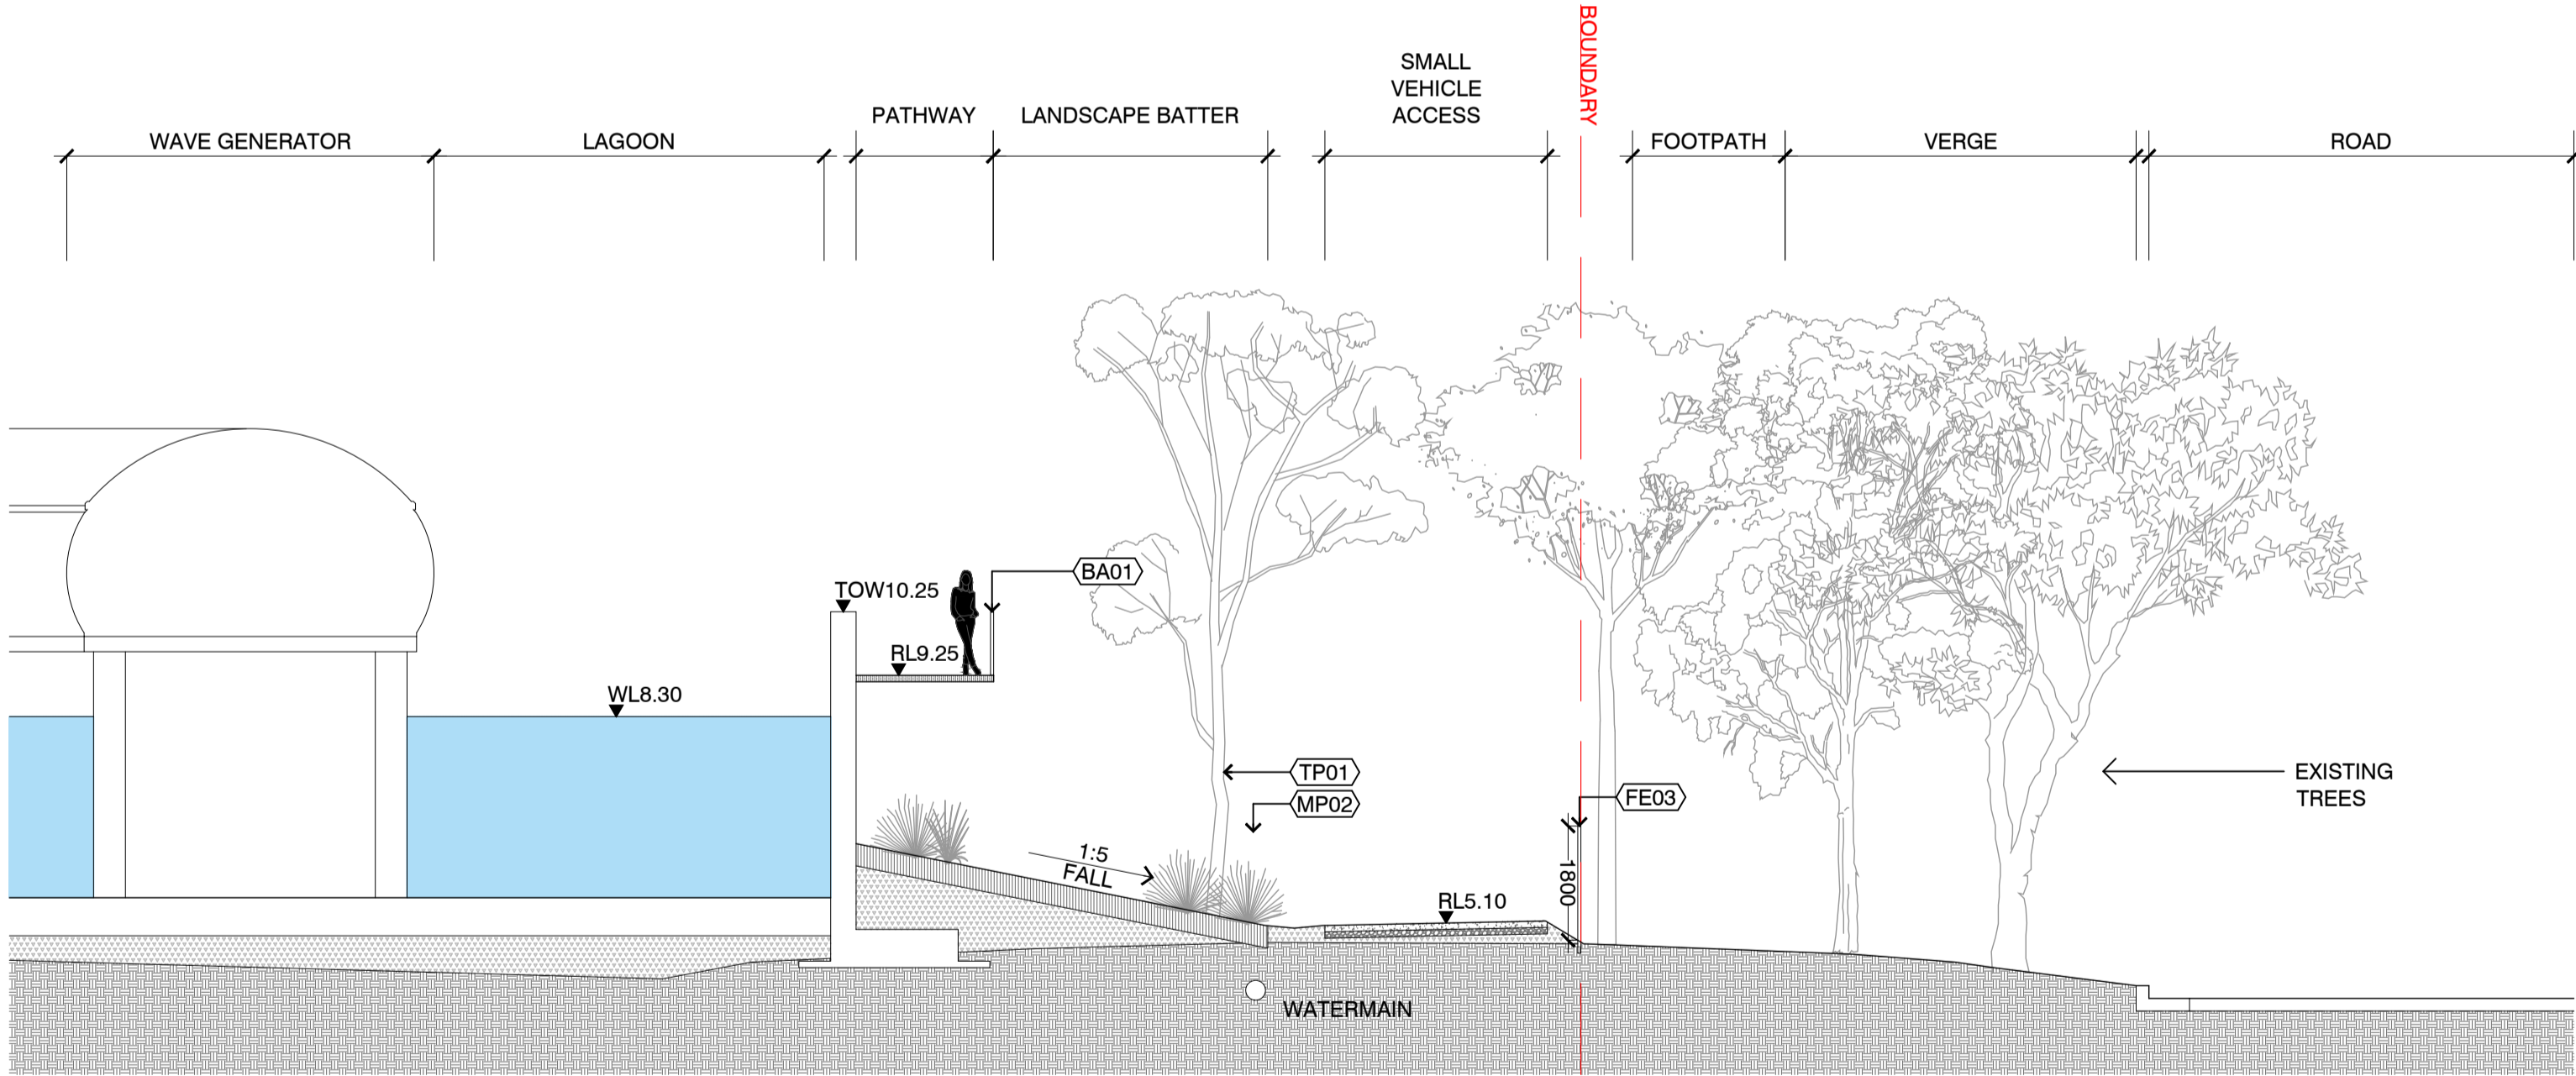 BOUNDARY
SMALL
VEHICLE
ACCESS
WAVE GENERATOR
LAGOON
PATHWAY
LANDSCAPE BATTER
FOOTPATH
VERGE
ROAD
BA01
TOW10.25
RL9.25
WL8.30
TP01
MP02
FE03
EXISTING
TREES
1:5
FALL
1800
RL5.10
WATERMAIN